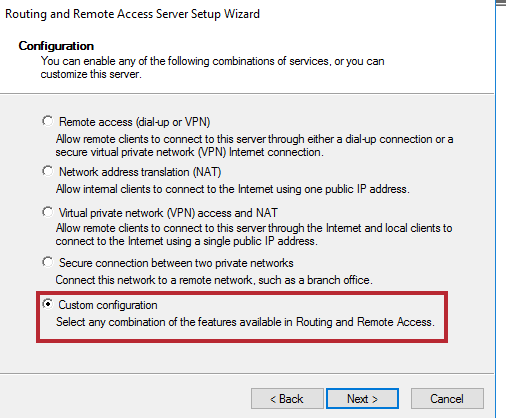 Routing and Remote Access Server Setup Wizard
Configuration
You can enable any of the following combinations of services, or you can
customize this server.
Remote access (dial-up or VPN)
Allow remote clients to connect to this server through either a dial-up connection or a
secure virtual private network (VPN) Internet connection.
Network address translation (NAT)
Allow internal clients to connect to the Internet using one public IP address.
Virtual private network (VPN) access and NAT
Allow remote clients to connect to this server through the Internet and local clients to
connect to the Internet using a single public IP address.
Secure connection between two private networks
Connect this network to a remote network, such as a branch office.
Custom configuration
Select any combination of the features available in Routing and Remote Access.
< Back Next > Cancel